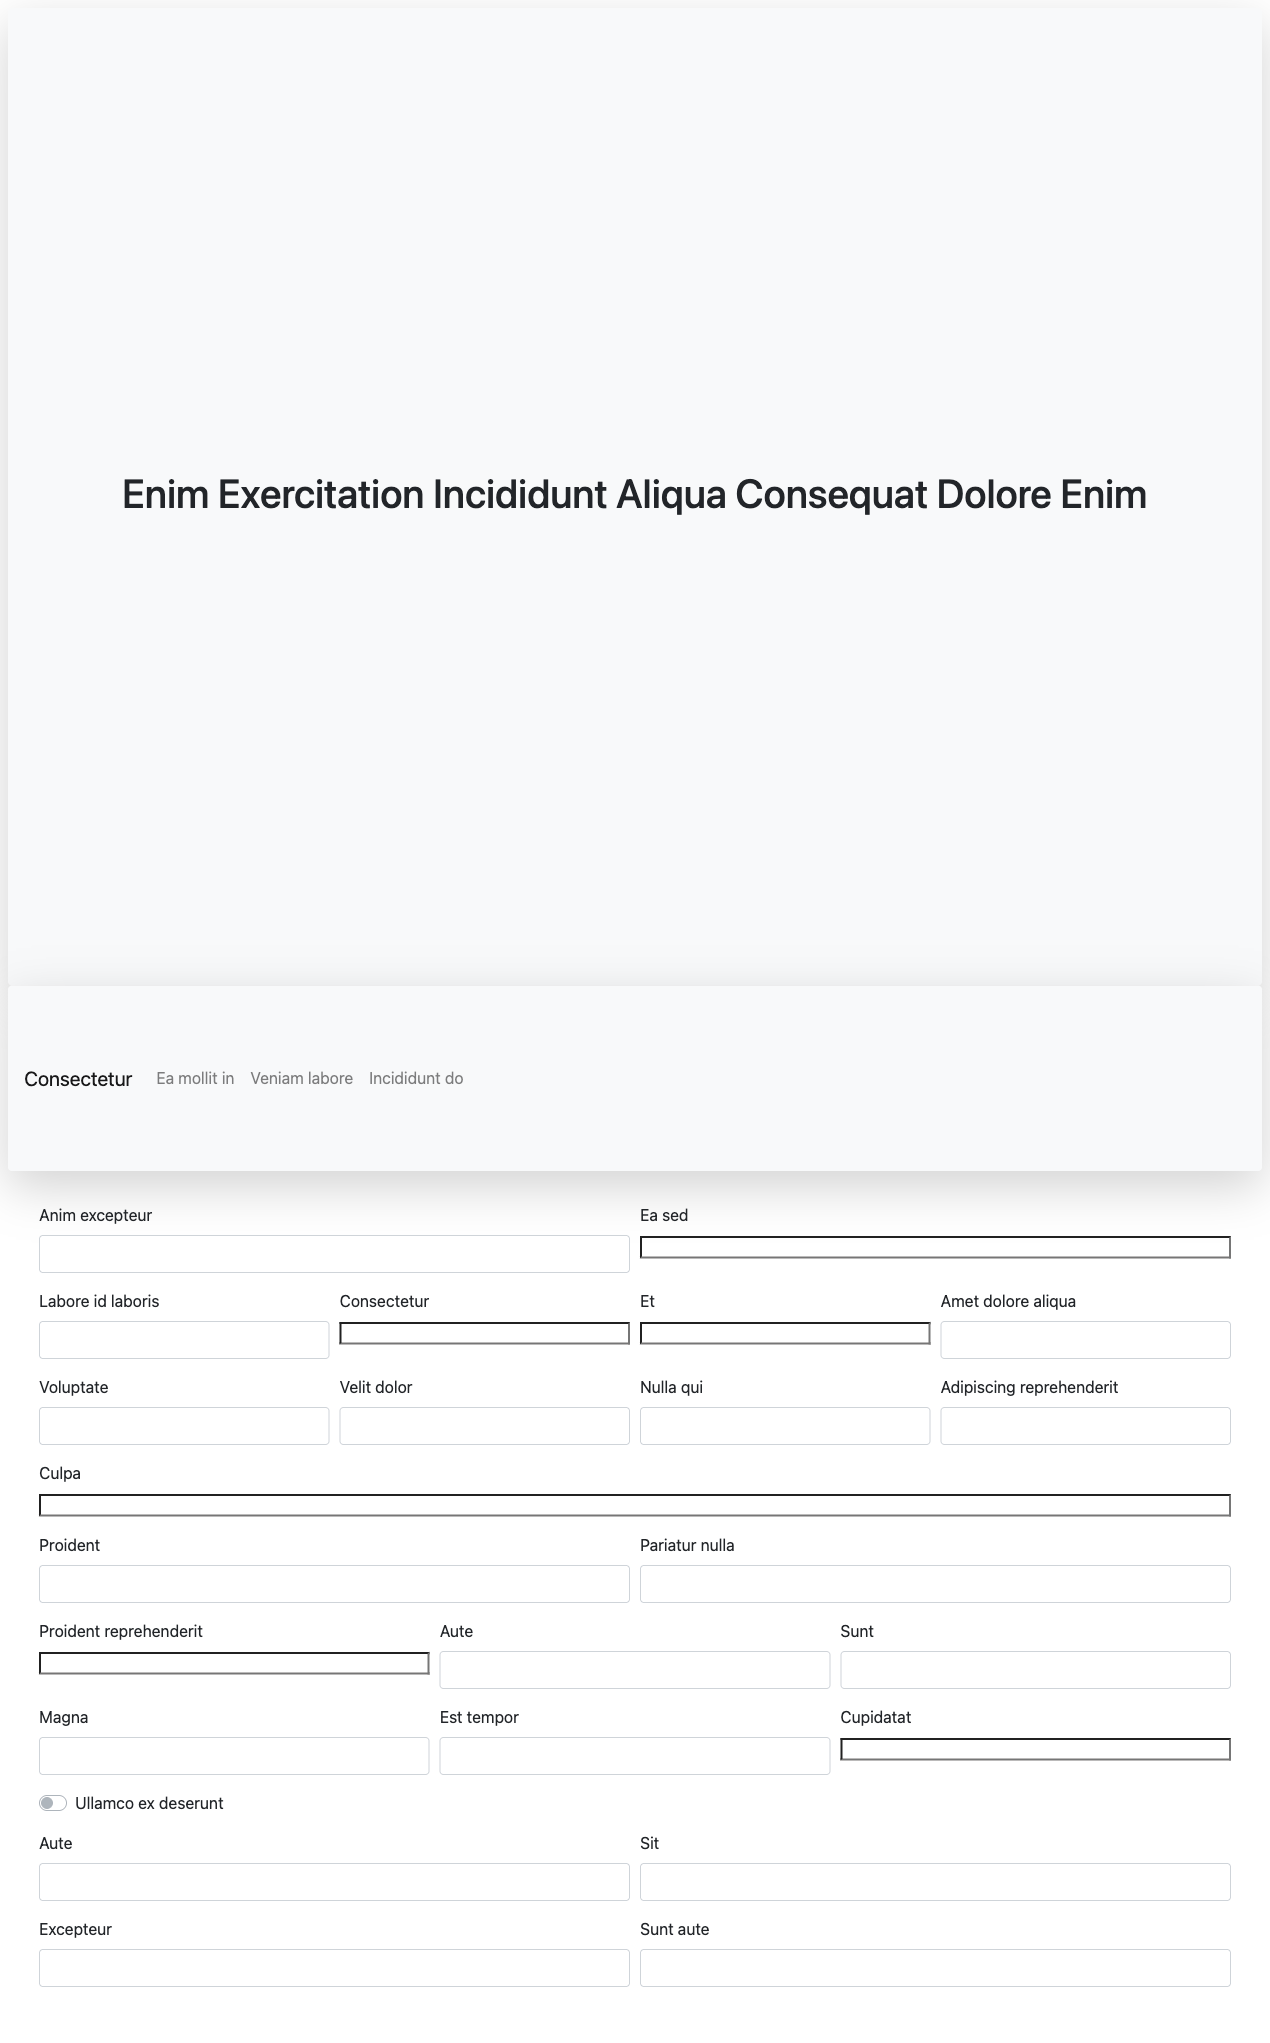 Enim Exercitation Incididunt Aliqua Consequat Dolore Enim
Consectetur Ea mollit in Veniam labore Incididunt do
Anim excepteur Ea sed
Labore id laboris Consectetur Et Amet dolore aliqua
Voluptate Velit dolor Nulla qui Adipiscing reprehenderit
Culpa
Proident Pariatur nulla
Proident reprehenderit Aute Sunt
Magna Est tempor Cupidatat
Ullamco ex deserunt
Aute Sit
Excepteur Sunt aute